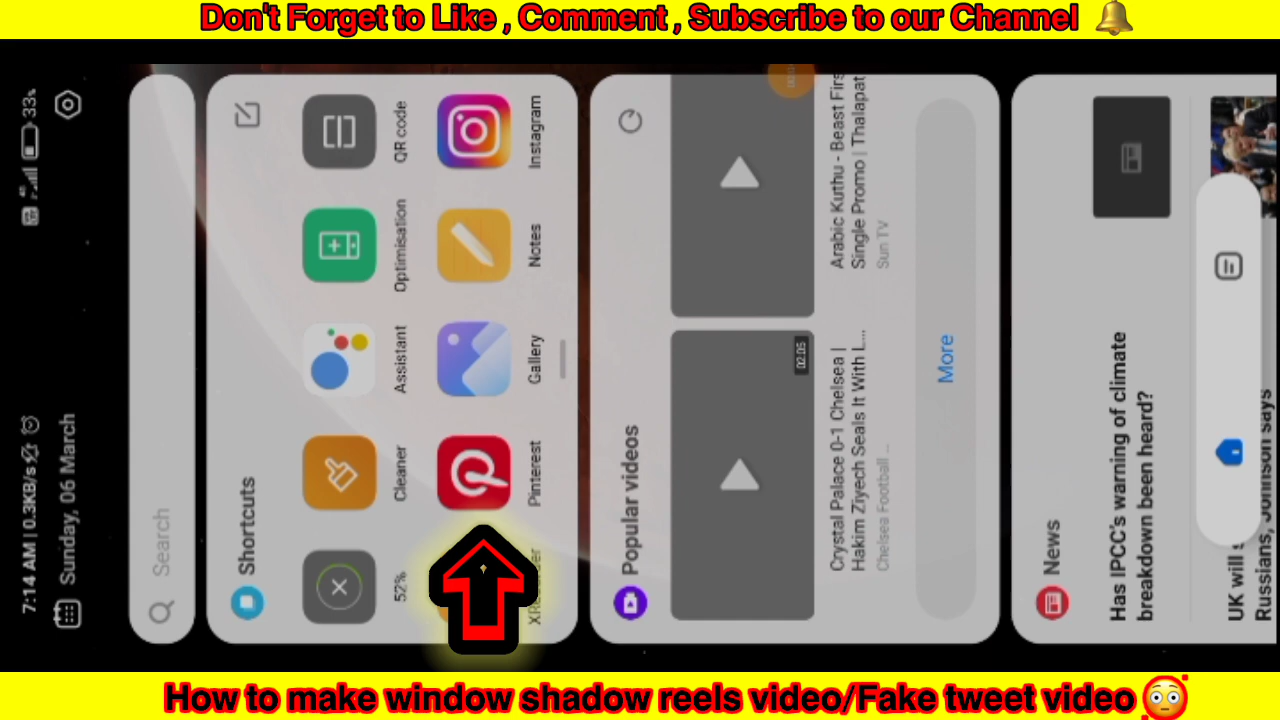 Don't Forget to Like , Comment , Subscribe to our Channel
7:14 AM | 0.3KB/s
4G
33%
Sunday, 06 March
Search
Shortcuts
52%
Cleaner
Assistant
Optimisation
QR code
Pinterest
Gallery
Notes
Instagram
Popular videos
02:05
Crystal Palace 0-1 Chelsea |
Hakim Ziyech Seals It With L...
Chelsea Football ...
Arabic Kuthu - Beast Firs
Single Promo | Thalapat
Sun TV
More
News
Has IPCC's warning of climate
breakdown been heard?
UK will
Russians, Johnson says
How to make window shadow reels video/Fake tweet video